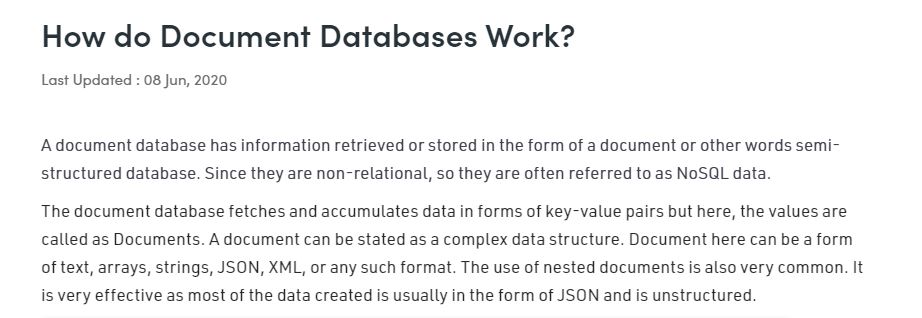 How do Document Databases Work?
Last Updated : 08 Jun, 2020
A document database has information retrieved or stored in the form of a document or other words semi-
structured database. Since they are non-relational, so they are often referred to as NoSQL data.
The document database fetches and accumulates data in forms of key-value pairs but here, the values are
called as Documents. A document can be stated as a complex data structure. Document here can be a form
of text, arrays, strings, JSON, XML, or any such format. The use of nested documents is also very common. It
is very effective as most of the data created is usually in the form of JSON and is unstructured.